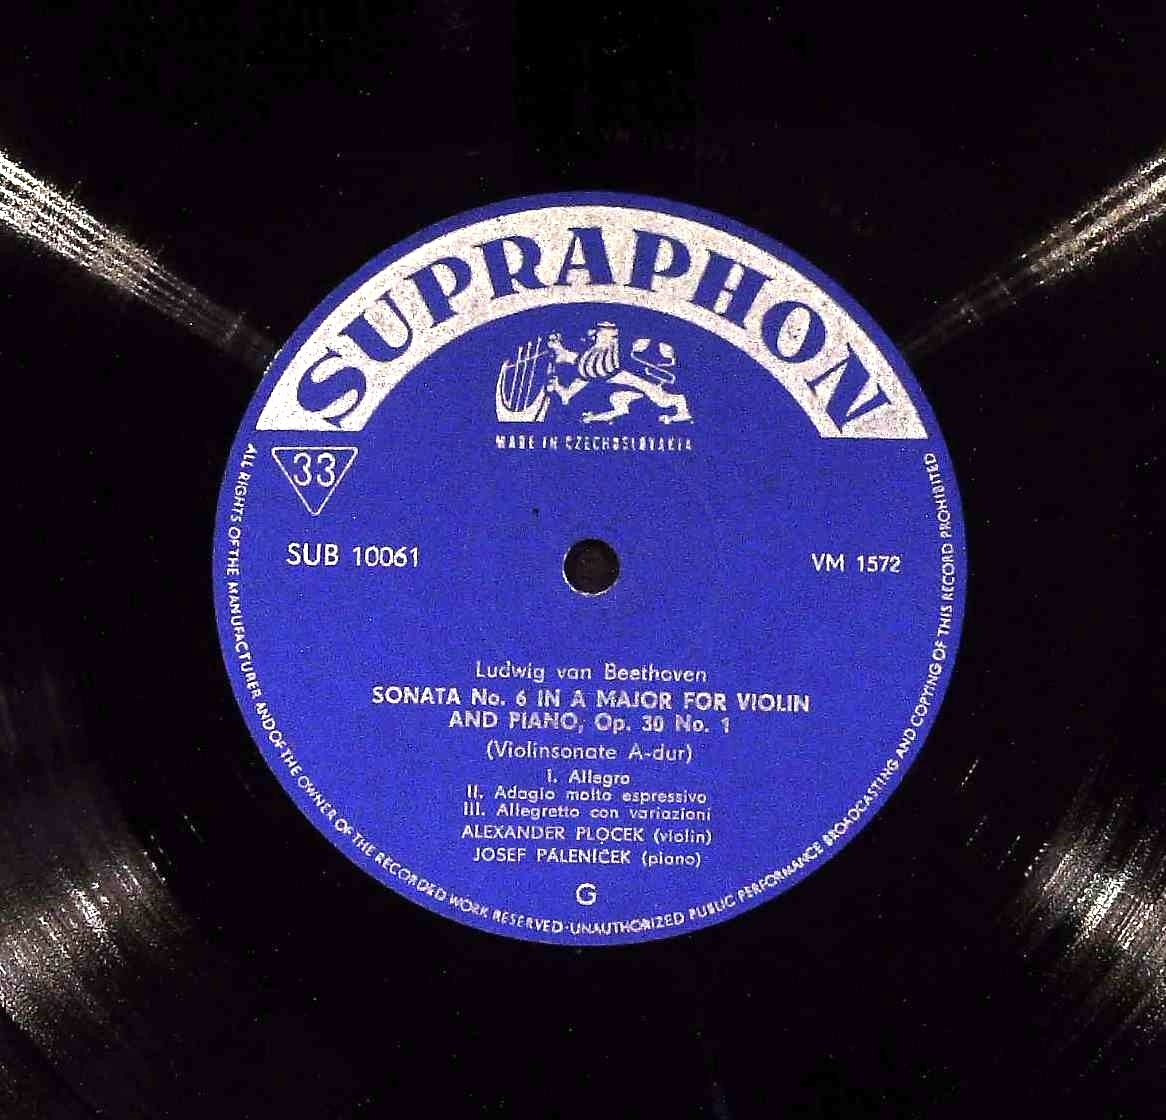 SUPRAPHON
MADE IN CZECHOSLOVAKIA
33
SUB 10061
VM 1572
Ludwig van Beethoven
SONATA No. 6 IN A MAJOR FOR VIOLIN
AND PIANO, Op. 30 No. 1
(Violinsonate A-dur)
I. Allegro
II. Adagio molto espressivo
III. Allegretto con variazioni
ALEXANDER PLOCEK (violin)
JOSEF PÁLENÍČEK (piano)
G
ALL RIGHTS OF THE MANUFACTURER AND OF THE OWNER OF THE RECORDED WORK RESERVED·UNAUTHORIZED PUBLIC PERFORMANCE BROADCASTING AND COPYING OF THIS RECORD PROHIBITED